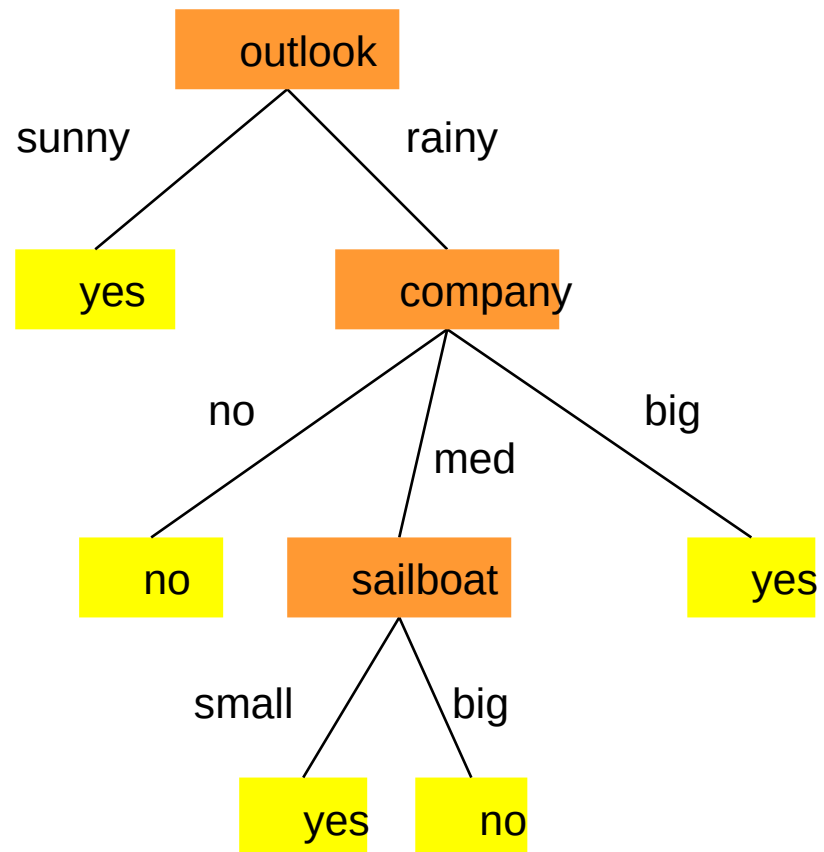 outlook
sunny
rainy
yes
company
no
med
big
no
sailboat
yes
small
big
yes
no